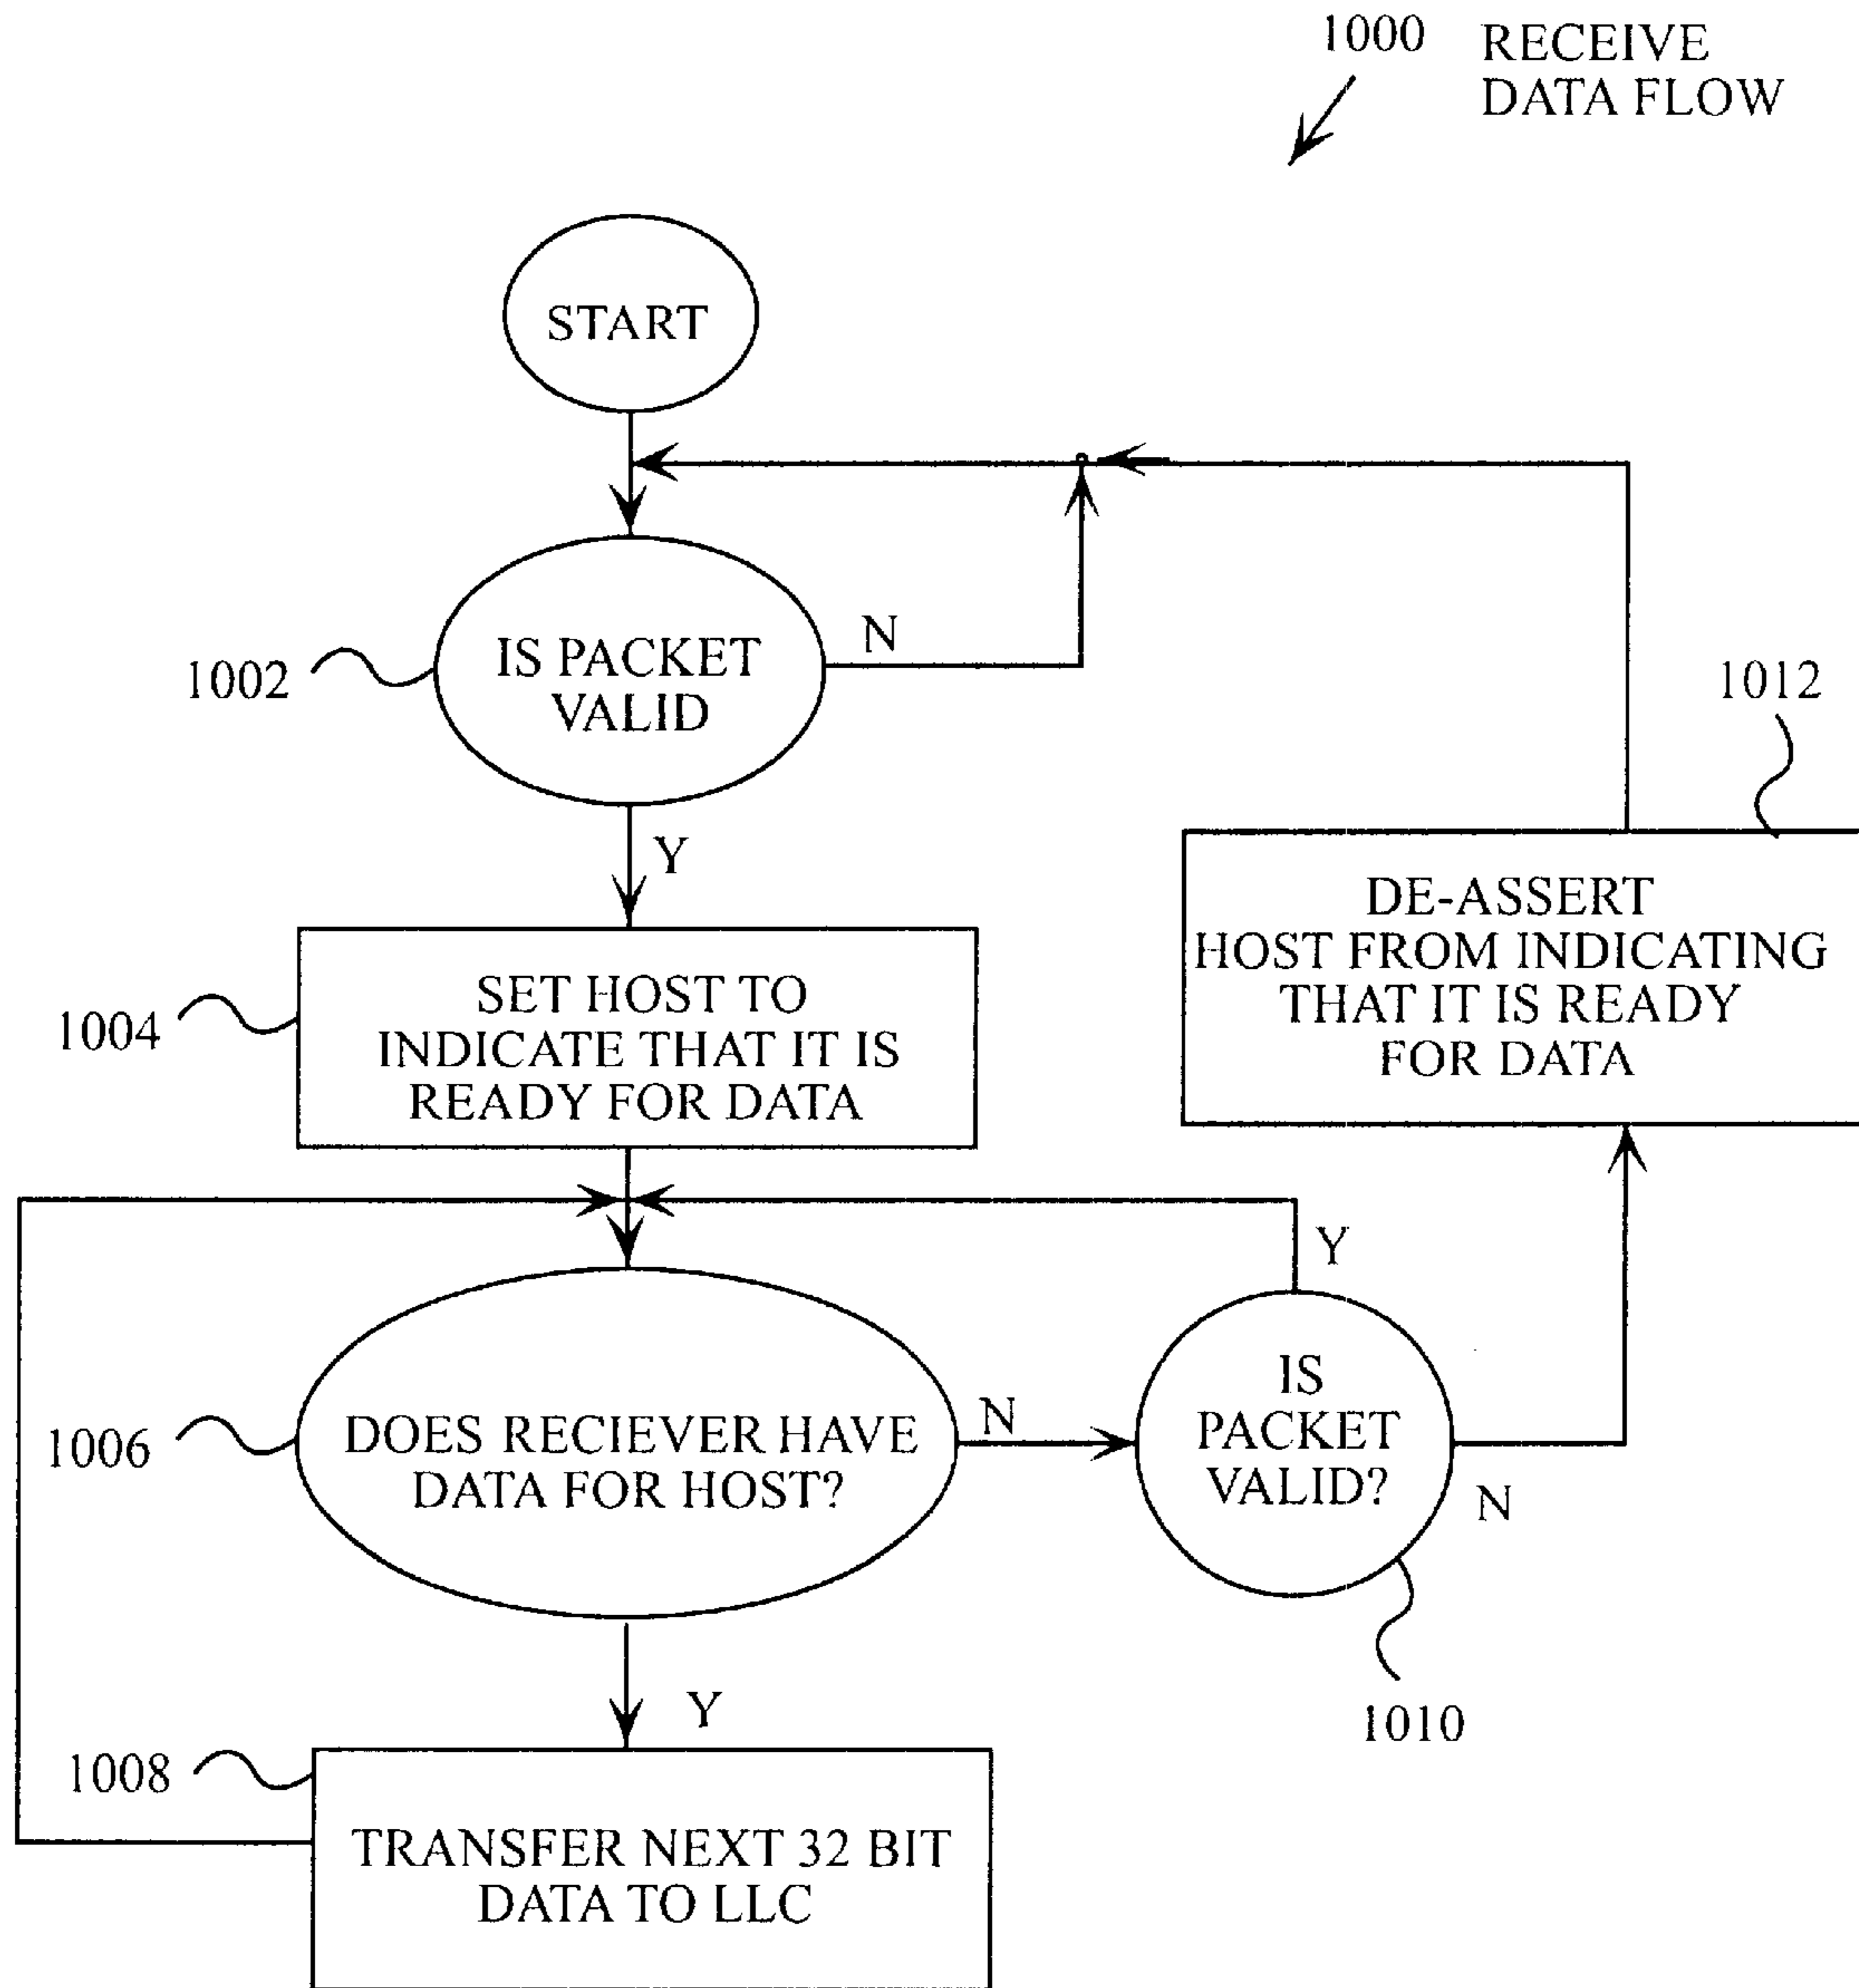 1000 RECEIVE
DATA FLOW
START
IS PACKET
VALID
N
1002
Y
1012
DE-ASSERT
HOST FROM INDICATING
THAT IT IS READY
FOR DATA
SET HOST TO
INDICATE THAT IT IS
READY FOR DATA
1004
Y
DOES RECIEVER HAVE
DATA FOR HOST?
1006
N
IS
PACKET
VALID?
N
1010
Y
1008
TRANSFER NEXT 32 BIT
DATA TO LLC